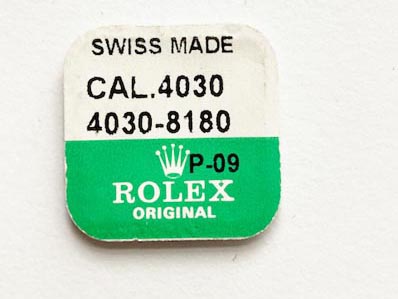 SWISS MADE
CAL.4030
4030-8180
P-09
ROLEX
ORIGINAL